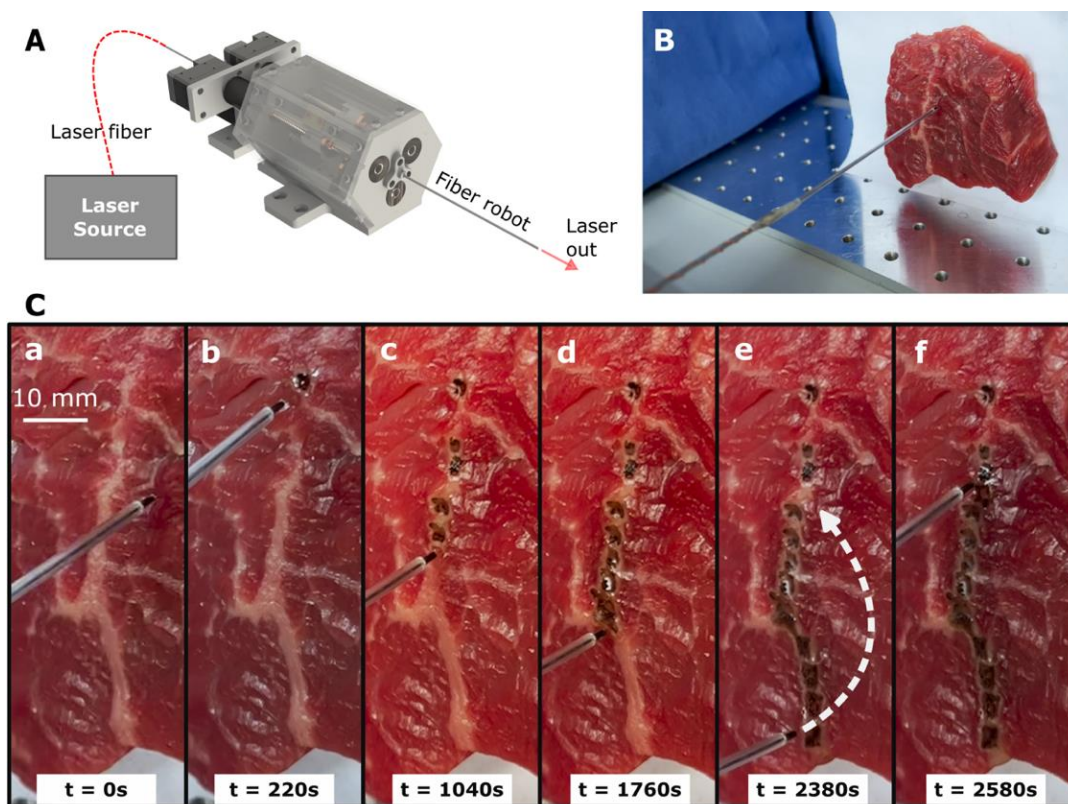 A
Laser fiber
Laser
Source
Fiber robot
Laser
out
B
C
a
b
c
d
e
f
10 mm
t = 0s
t = 220s
t = 1040s
t = 1760s
t = 2380s
t = 2580s